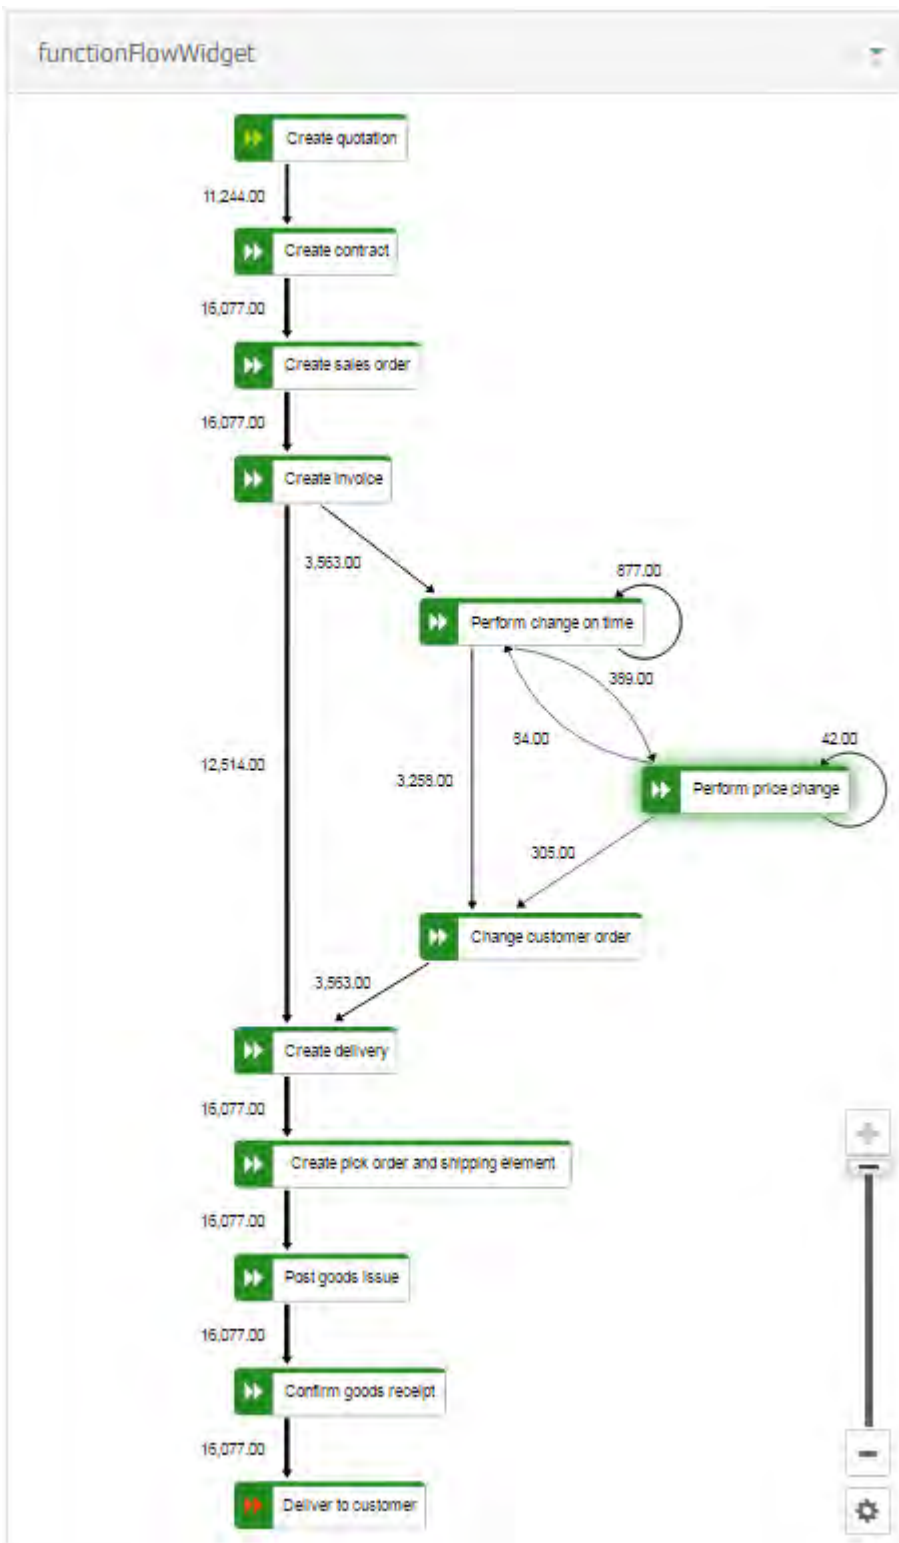 functionFlowWidget
Create quotation
11,244.00
Create contract
16,077.00
Create sales order
16,077.00
Create invoice
3,563.00
877.00
Perform change on time
369.00
64.00
42.00
12,514.00
3,258.00
Perform price change
305.00
Change customer order
3,563.00
Create delivery
16,077.00
Create pick order and shipping element
16,077.00
Post goods issue
16,077.00
Confirm goods receipt
16,077.00
Deliver to customer